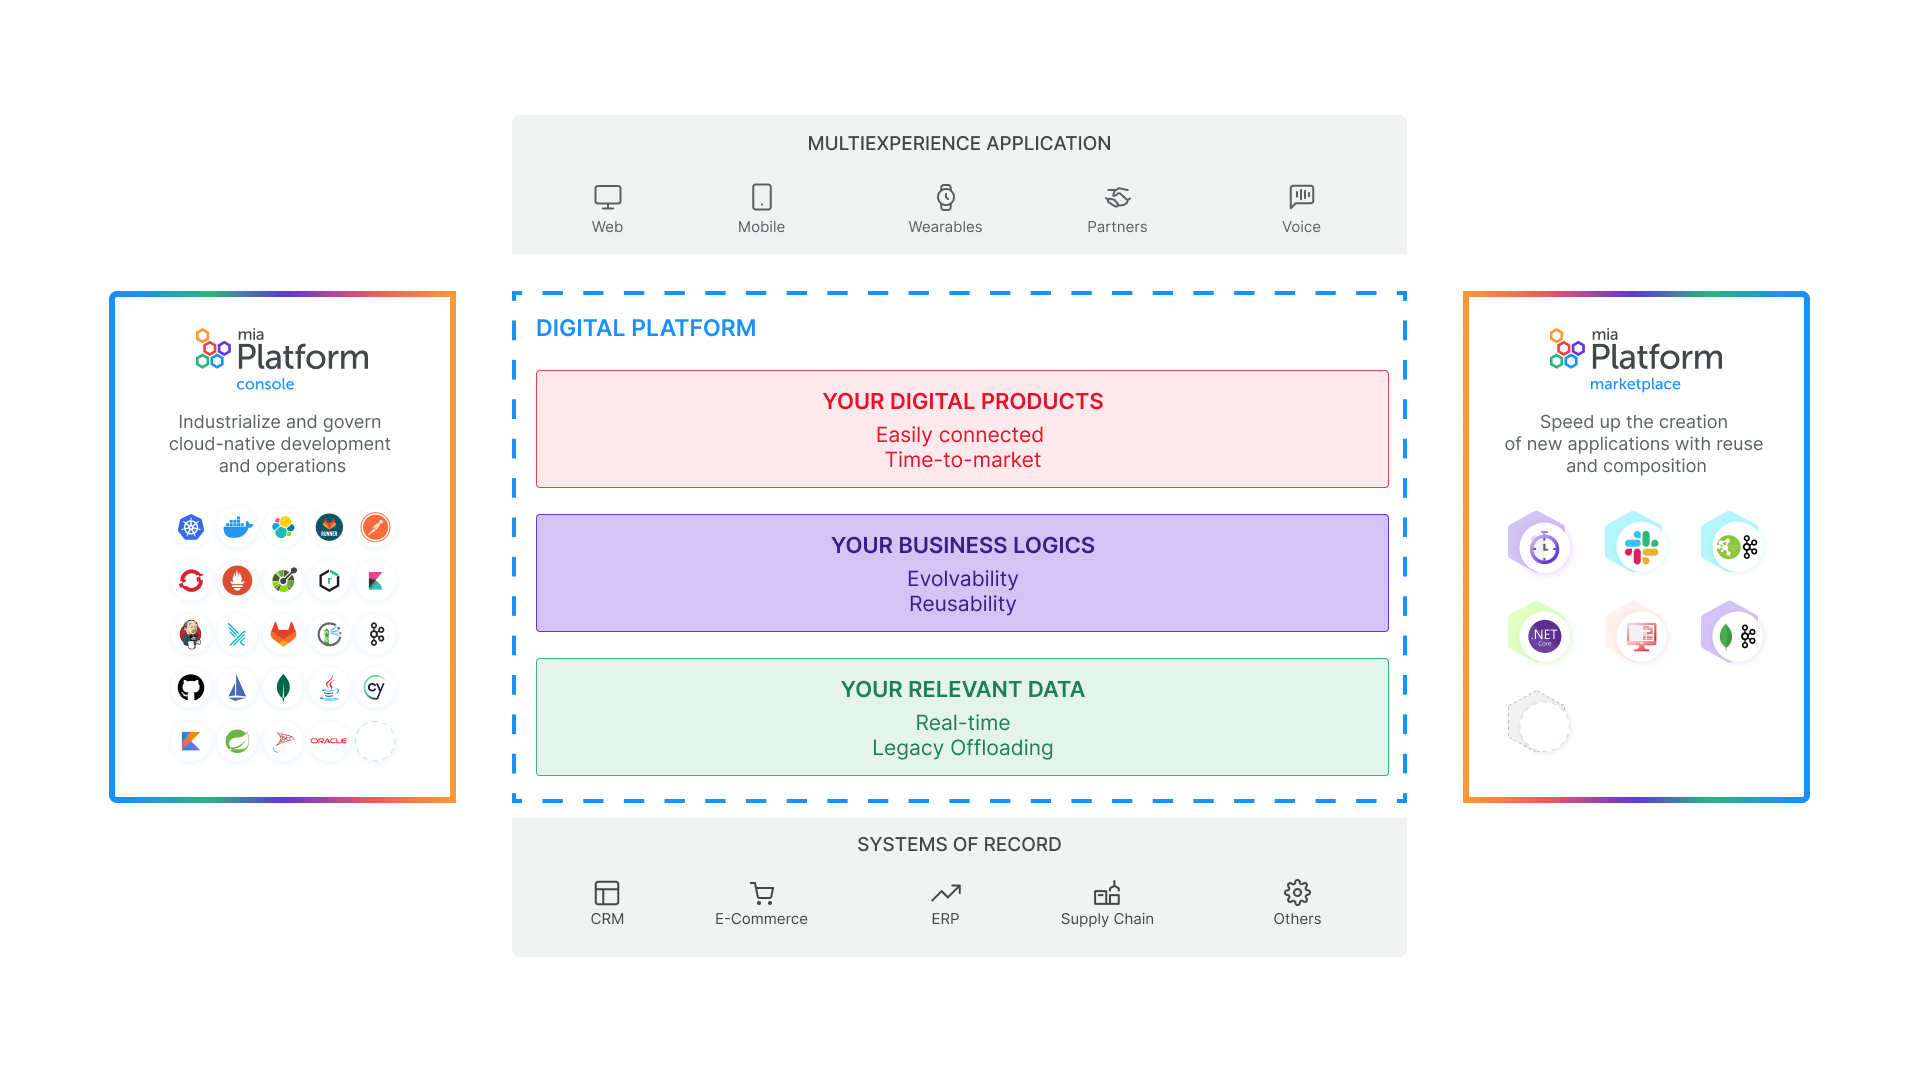 MULTIEXPERIENCE APPLICATION
Web
Mobile
Wearables
Partners
Voice
mia
Platform
console
Industrialize and govern
cloud-native development
and operations
RUNNER
r
cy
ORACLE
DIGITAL PLATFORM
YOUR DIGITAL PRODUCTS
Easily connected
Time-to-market
YOUR BUSINESS LOGICS
Evolvability
Reusability
YOUR RELEVANT DATA
Real-time
Legacy Offloading
mia
Platform
marketplace
Speed up the creation
of new applications with reuse
and composition
.NET
Core
SYSTEMS OF RECORD
CRM
E-Commerce
ERP
Supply Chain
Others